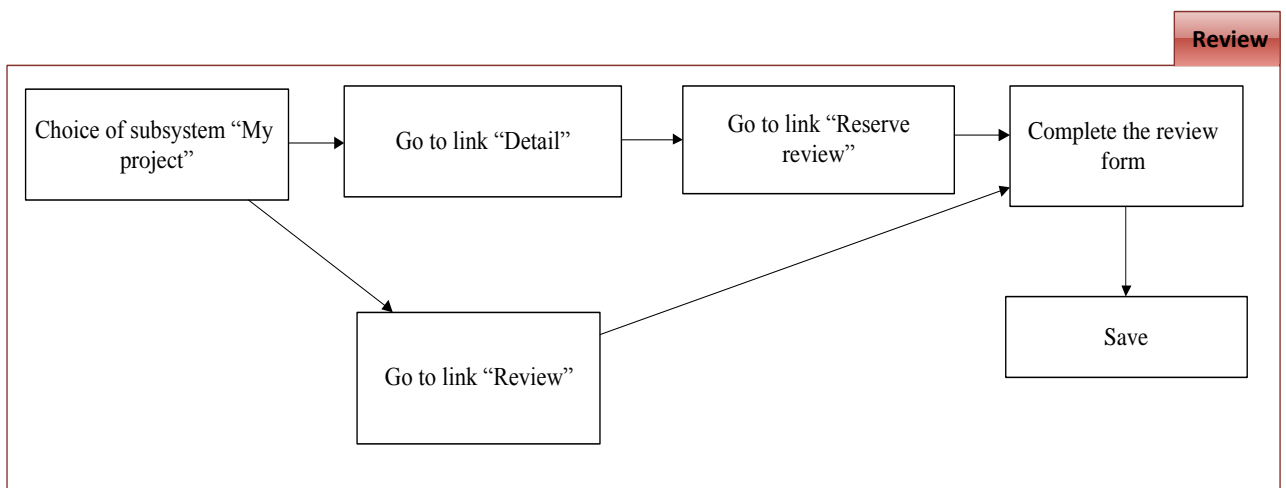 Review
Choice of subsystem “My
project”
Go to link “Detail”
Go to link “Reserve
review”
Complete the review
form
Go to link “Review”
Save